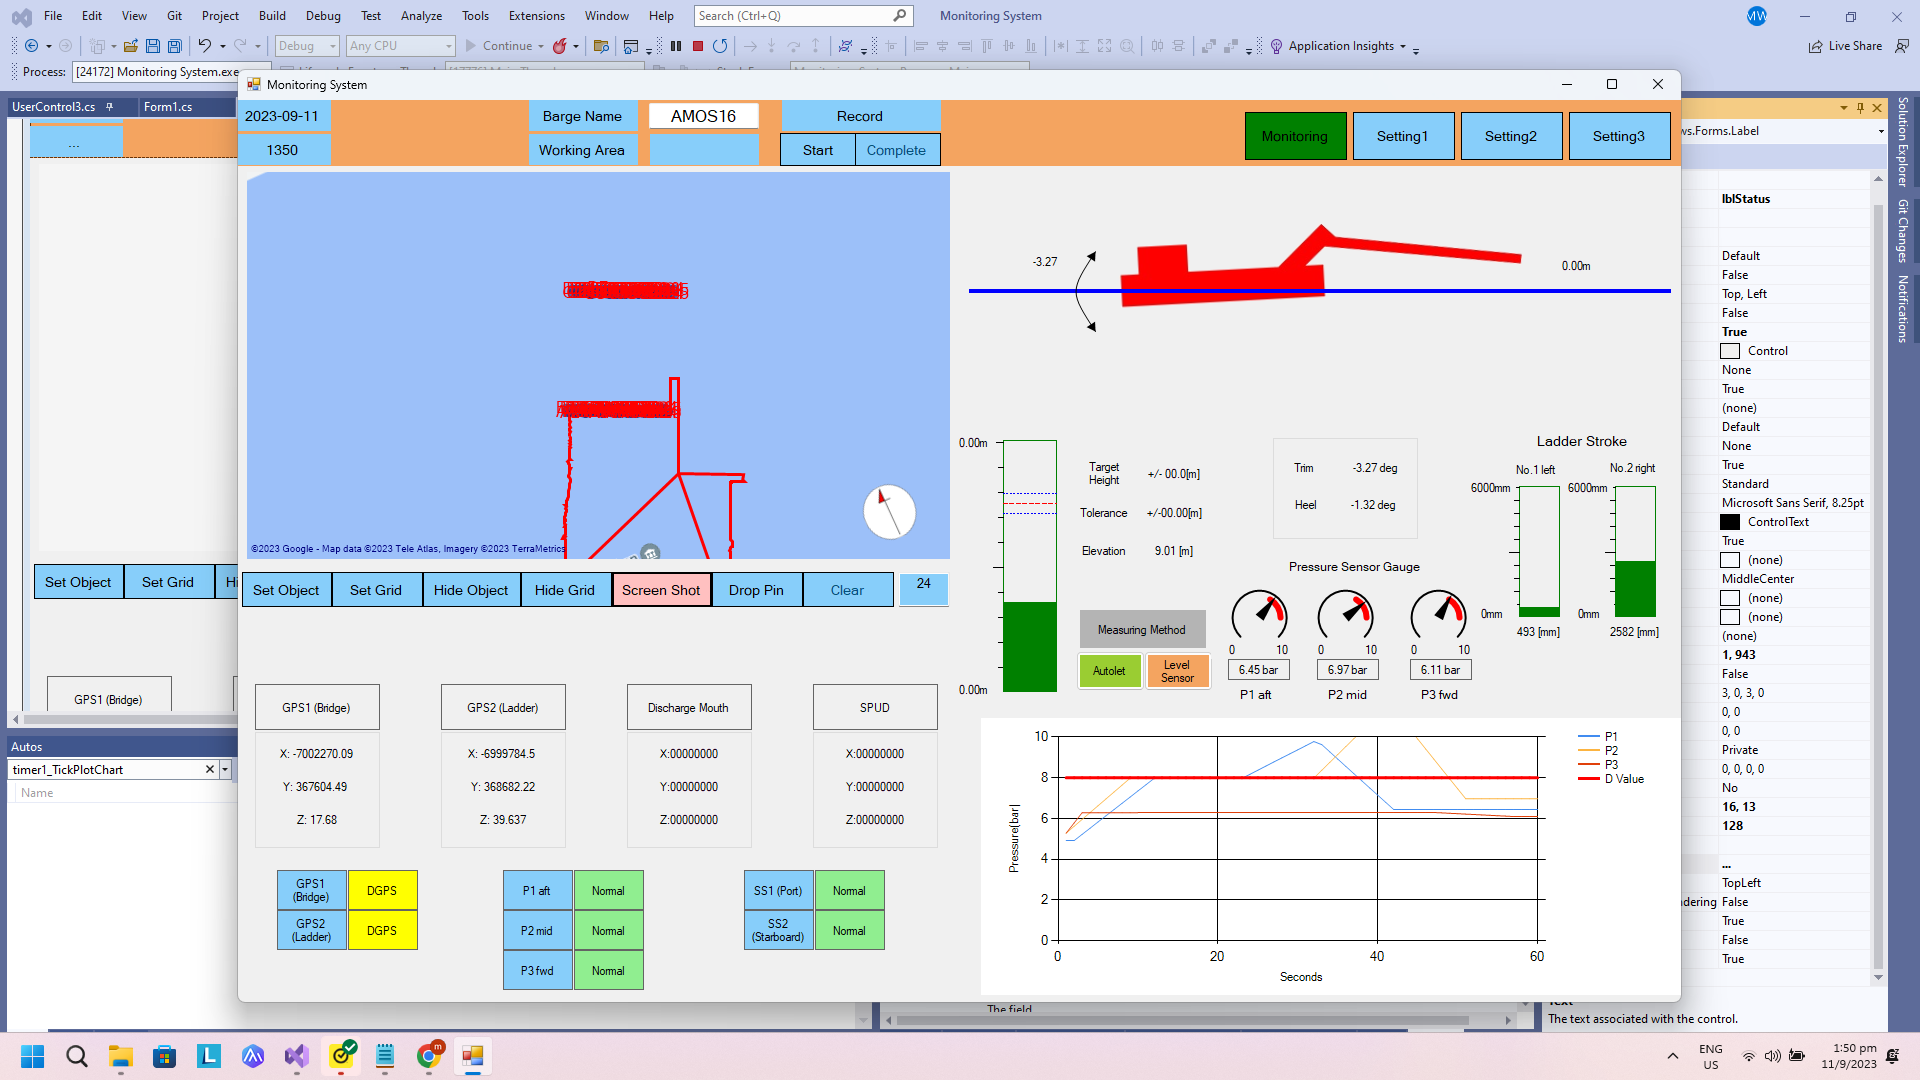 File Edit View Git Project Build Debug Test Analyze Tools Extensions Window Help Search (Ctrl+Q) Monitoring System MW
Debug Any CPU Continue Application Insights Live Share
Process: [24172] Monitoring System.exe
UserControl3.cs Form1.cs
Monitoring System
2023-09-11 Barge Name AMOS16 Record
1350 Working Area Start Complete
Monitoring Setting1 Setting2 Setting3
...
-3.27 0.00m
©2023 Google - Map data ©2023 Tele Atlas, Imagery ©2023 TerraMetrics
Set Object Set Grid Hi
Set Object Set Grid Hide Object Hide Grid Screen Shot Drop Pin Clear 24
0.00m
0.00m
Target Height +/- 00.0[m]
Tolerance +/-00.00[m]
Elevation 9.01 [m]
Measuring Method
Autolet Level Sensor
Trim -3.27 deg
Heel -1.32 deg
Pressure Sensor Gauge
0 10 0 10 0 10
6.45 bar 6.97 bar 6.11 bar
P1 aft P2 mid P3 fwd
Ladder Stroke
No.1 left No.2 right
6000mm 6000mm
0mm 0mm
493 [mm] 2582 [mm]
GPS1 (Bridge)
GPS1 (Bridge) GPS2 (Ladder) Discharge Mouth SPUD
X: -7002270.09 X: -6999784.5 X:00000000 X:00000000
Y: 367604.49 Y: 368682.22 Y:00000000 Y:00000000
Z: 17.68 Z: 39.637 Z:00000000 Z:00000000
GPS1 (Bridge) DGPS P1 aft Normal SS1 (Port) Normal
GPS2 (Ladder) DGPS P2 mid Normal SS2 (Starboard) Normal
P3 fwd Normal
Pressure[bar]
10
8
6
4
2
0
0 20 40 60
Seconds
P1
P2
P3
D Value
Autos
timer1_TickPlotChart
Name
ws.Forms.Label
lblStatus
Default
False
Top, Left
False
True
Control
None
True
(none)
Default
None
True
Standard
Microsoft Sans Serif, 8.25pt
ControlText
True
(none)
MiddleCenter
(none)
(none)
(none)
1, 943
False
3, 0, 3, 0
0, 0
0, 0
Private
0, 0, 0, 0
No
16, 13
128
...
TopLeft
dering False
True
False
True
Text
The text associated with the control.
The field
Solution Explorer
Git Changes
Notifications
ENG
US
1:50 pm
11/9/2023